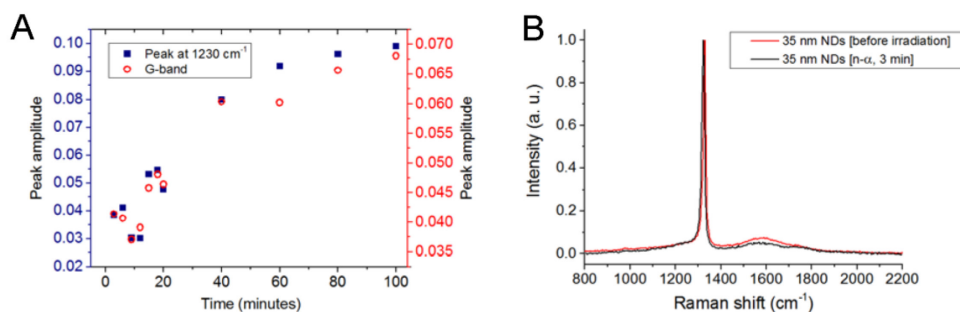 A
Peak amplitude
0.10
0.09
0.08
0.07
0.06
0.05
0.04
0.03
0.02
Peak at 1230 cm⁻¹
G-band
0.070
0.065
0.060
0.055
0.050
0.045
0.040
0.035
Peak amplitude
0 20 40 60 80 100
Time (minutes)
B
Intensity (a. u.)
1.0
0.8
0.6
0.4
0.2
0.0
35 nm NDs [before irradiation]
35 nm NDs [n-α, 3 min]
800 1000 1200 1400 1600 1800 2000 2200
Raman shift (cm⁻¹)